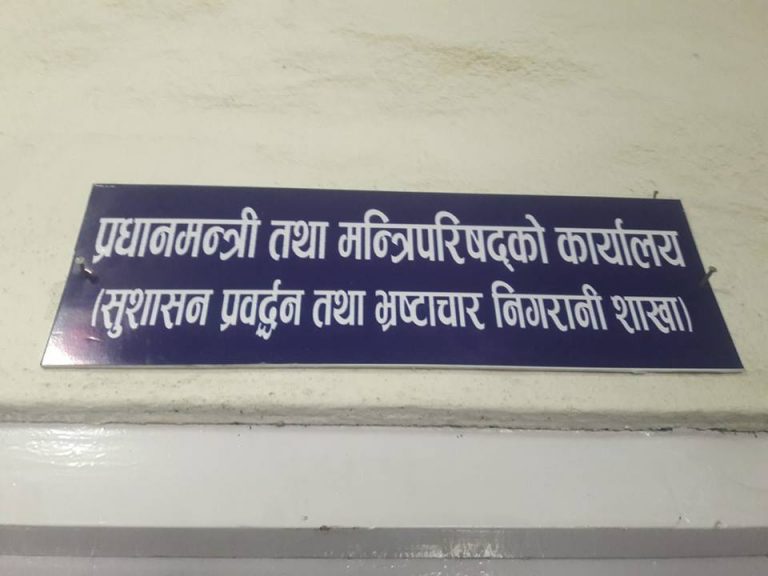 प्रधानमन्त्री तथा मन्त्रिपरिषद्को कार्यालय
(सुशासन प्रवर्द्धन तथा भ्रष्टाचार निगरानी शाखा)